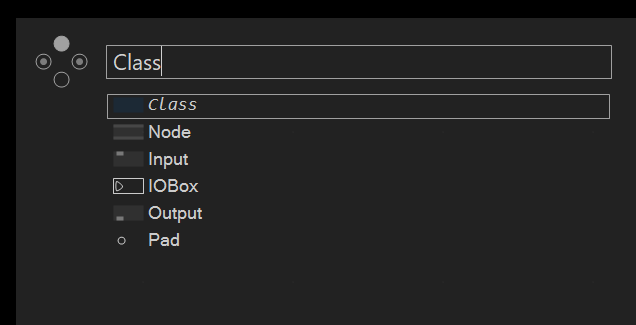 Class
Class
Node
Input
IOBox
Output
Pad